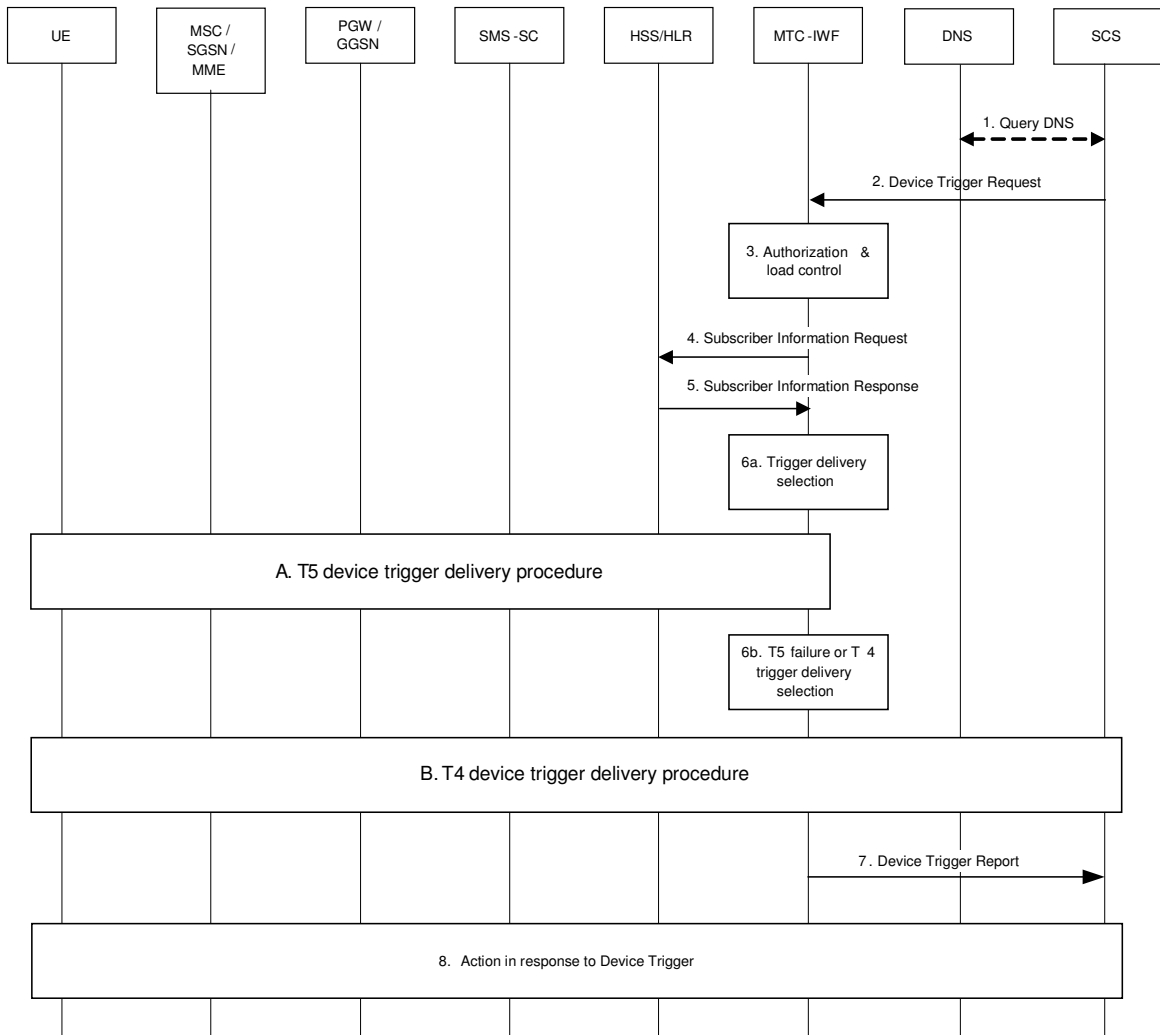 UE
MSC /
SGSN /
MME
PGW /
GGSN
SMS-SC
HSS/HLR
MTC-IWF
DNS
SCS
1. Query DNS
2. Device Trigger Request
3. Authorization &
load control
4. Subscriber Information Request
5. Subscriber Information Response
6a. Trigger delivery
selection
A. T5 device trigger delivery procedure
6b. T5 failure or T 4
trigger delivery
selection
B. T4 device trigger delivery procedure
7. Device Trigger Report
8. Action in response to Device Trigger